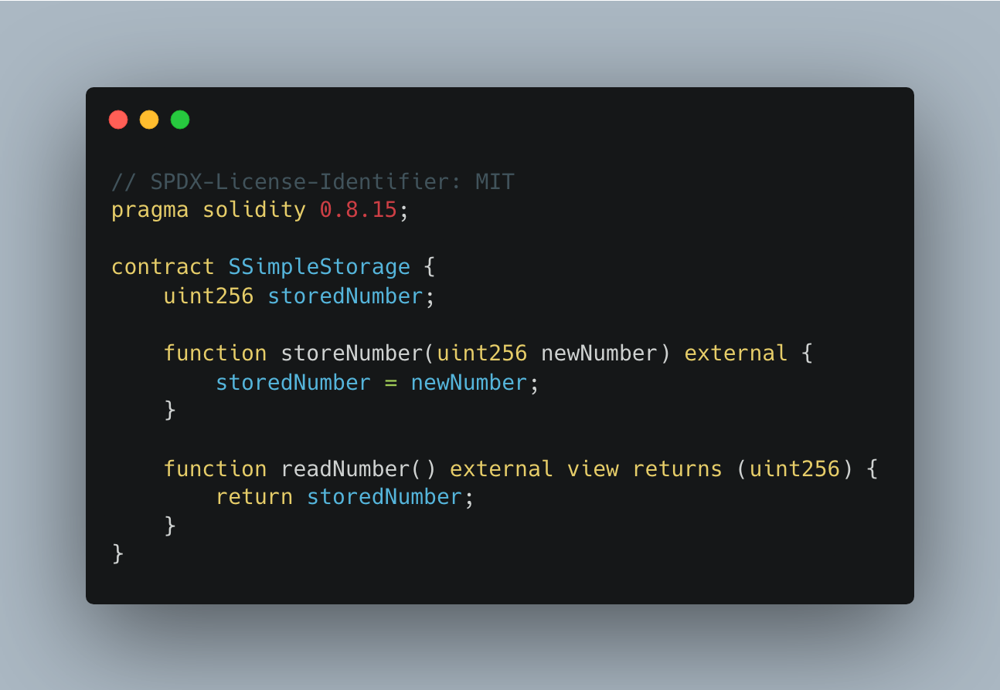 // SPDX-License-Identifier: MIT
pragma solidity 0.8.15;

contract SSimpleStorage {
    uint256 storedNumber;

    function storeNumber(uint256 newNumber) external {
        storedNumber = newNumber;
    }

    function readNumber() external view returns (uint256) {
        return storedNumber;
    }
}